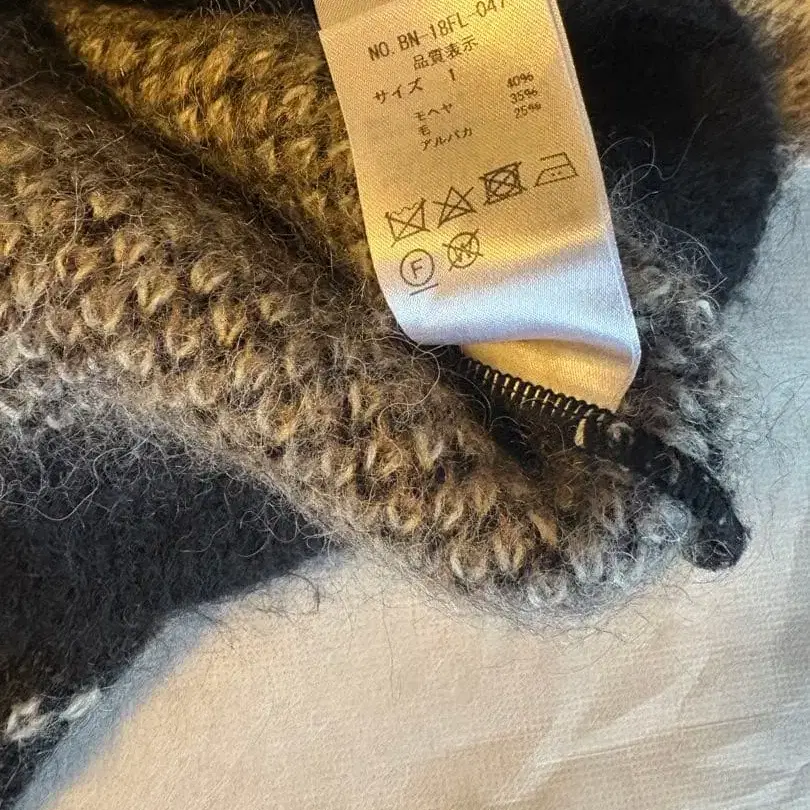 NO. BN-18FL-047
品質表示
サイズ 1
モヘヤ 40%
毛 35%
アルパカ 25%
F
W